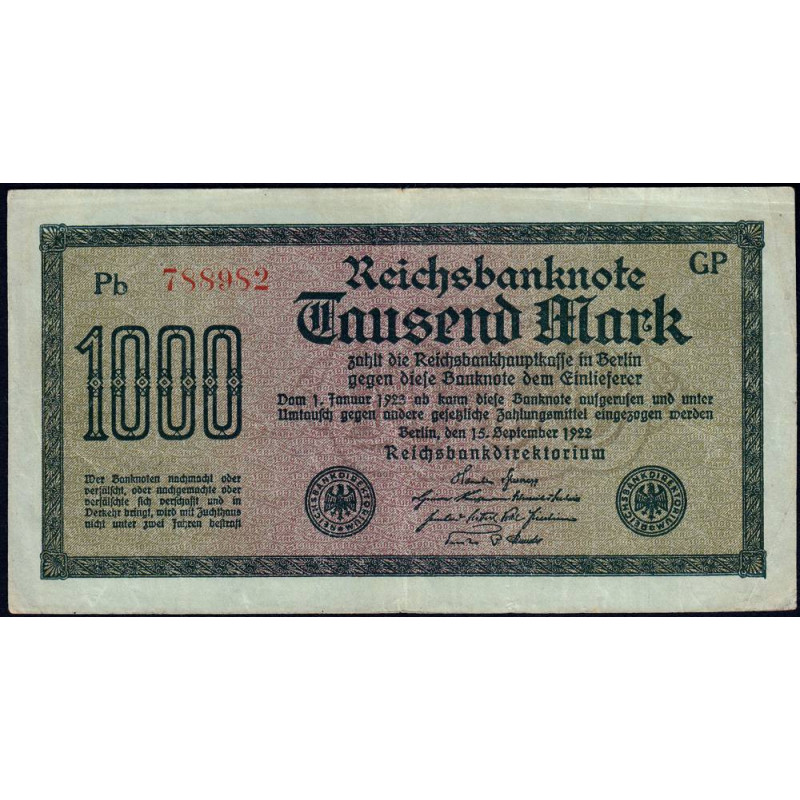 Pb 788982
GP
Reichsbanknote
Tausend Mark
1000
zahlt die Reichsbankhauptkasse in Berlin
gegen diese Banknote dem Einlieferer
Vom 1. Januar 1923 ab kann diese Banknote aufgerufen und unter
Umtausch gegen andere gesetzliche Zahlungsmittel eingezogen werden
Berlin, den 15. September 1922
Reichsbankdirektorium
Wer Banknoten nachmacht oder
verfälscht, oder nachgemachte oder
verfälschte sich verschafft und in
Verkehr bringt, wird mit Zuchthaus
nicht unter zwei Jahren bestraft
REICHSBANKDIREKTORIUM
REICHSBANKDIREKTORIUM